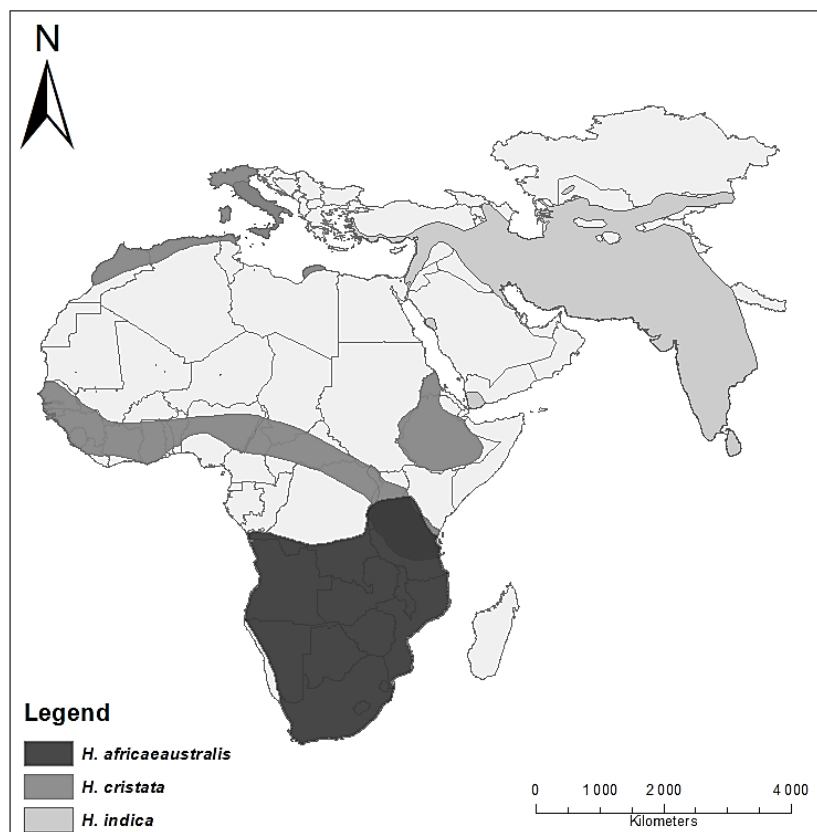 N
Legend
H. africaeaustralis
H. cristata
H. indica
0 1 000 2 000 4 000
Kilometers